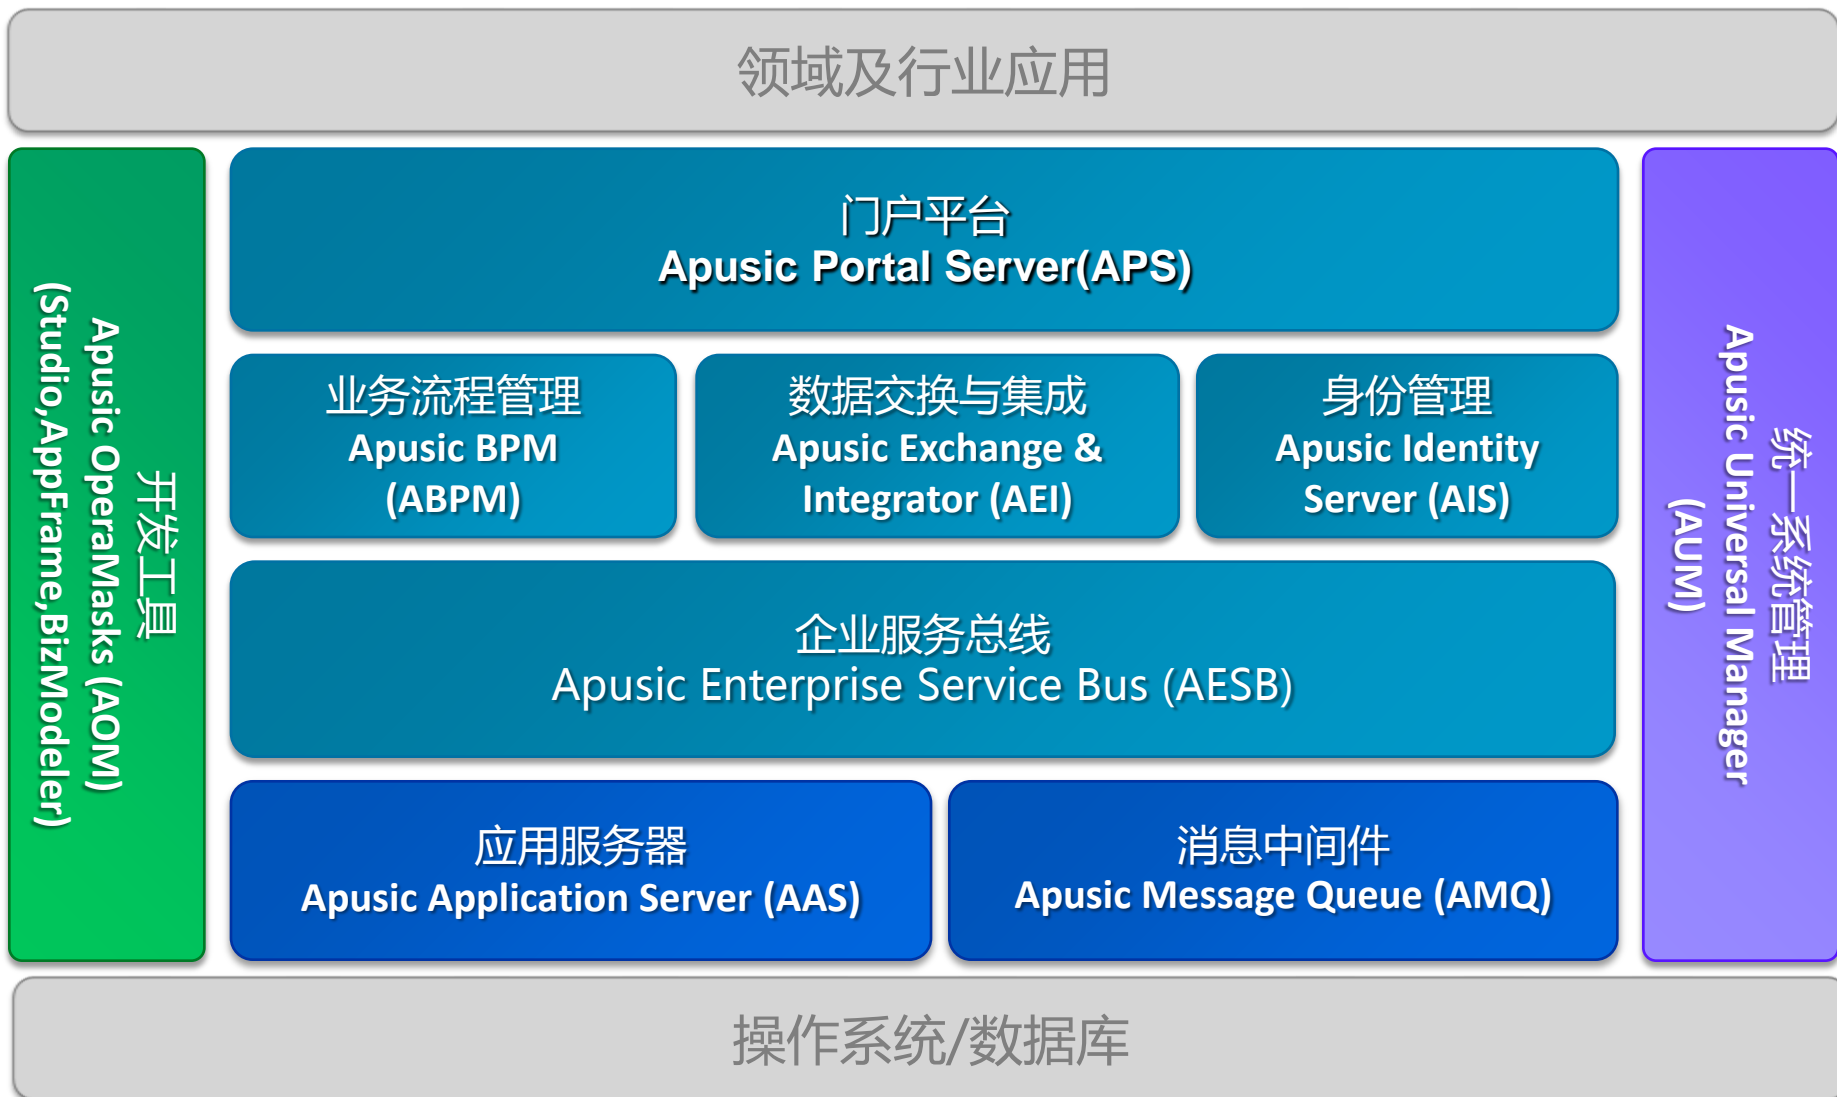 领域及行业应用
开发工具
Apusic OperaMasks (AOM)
(Studio,AppFrame,BizModeler)
门户平台
Apusic Portal Server(APS)
业务流程管理
Apusic BPM
(ABPM)
数据交换与集成
Apusic Exchange &
Integrator (AEI)
身份管理
Apusic Identity
Server (AIS)
企业服务总线
Apusic Enterprise Service Bus (AESB)
应用服务器
Apusic Application Server (AAS)
消息中间件
Apusic Message Queue (AMQ)
统一系统管理
Apusic Universal Manager
(AUM)
操作系统/数据库